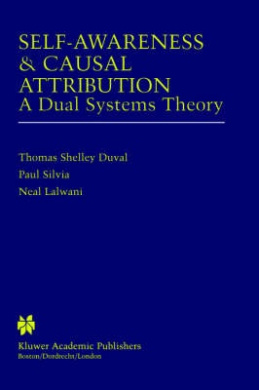 SELF-AWARENESS
& CAUSAL
ATTRIBUTION
A Dual Systems Theory
Thomas Shelley Duval
Paul Silvia
Neal Lalwani
Kluwer Academic Publishers
Boston/Dordrecht/London